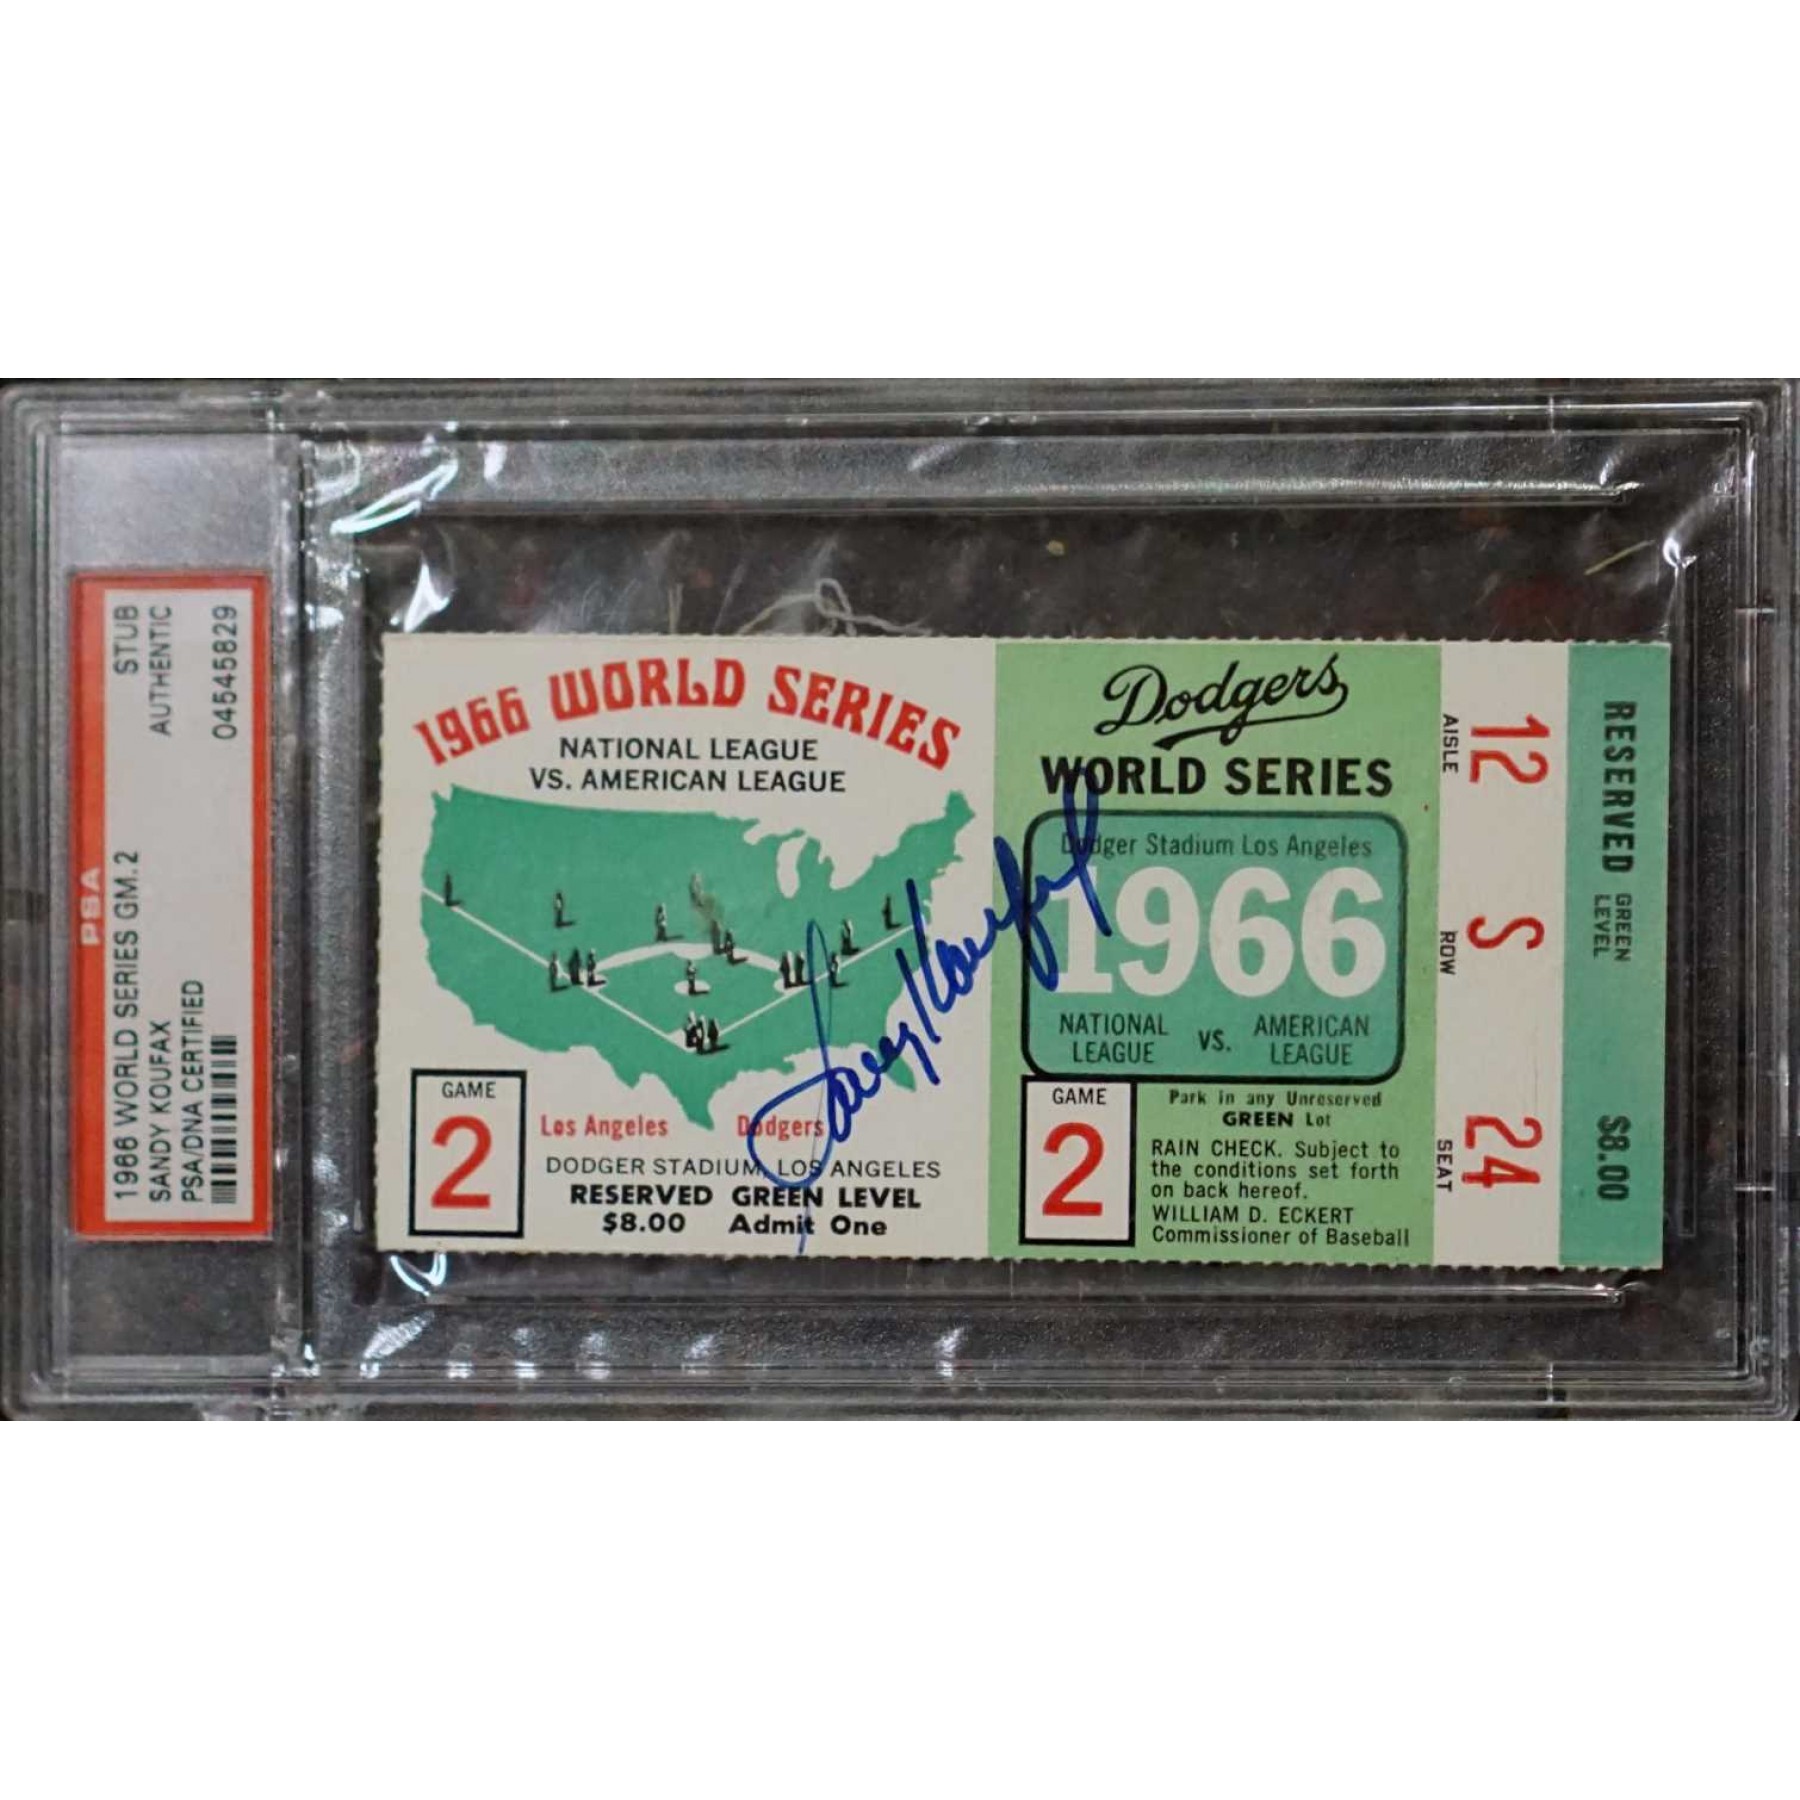 PSA
1966 WORLD SERIES GM.2
STUB
SANDY KOUFAX
AUTHENTIC
PSA/DNA CERTIFIED
04545829
1966 WORLD SERIES
NATIONAL LEAGUE
VS. AMERICAN LEAGUE
GAME
2
Los Angeles Dodgers
DODGER STADIUM, LOS ANGELES
RESERVED GREEN LEVEL
$8.00 Admit One
Sandy Koufax
Dodgers
WORLD SERIES
Dodger Stadium Los Angeles
1966
NATIONAL LEAGUE
VS.
AMERICAN LEAGUE
GAME
2
Park in any Unreserved
GREEN Lot
RAIN CHECK. Subject to
the conditions set forth
on back hereof.
WILLIAM D. ECKERT
Commissioner of Baseball
12
AISLE
S
ROW
24
SEAT
RESERVED
GREEN
LEVEL
$8.00